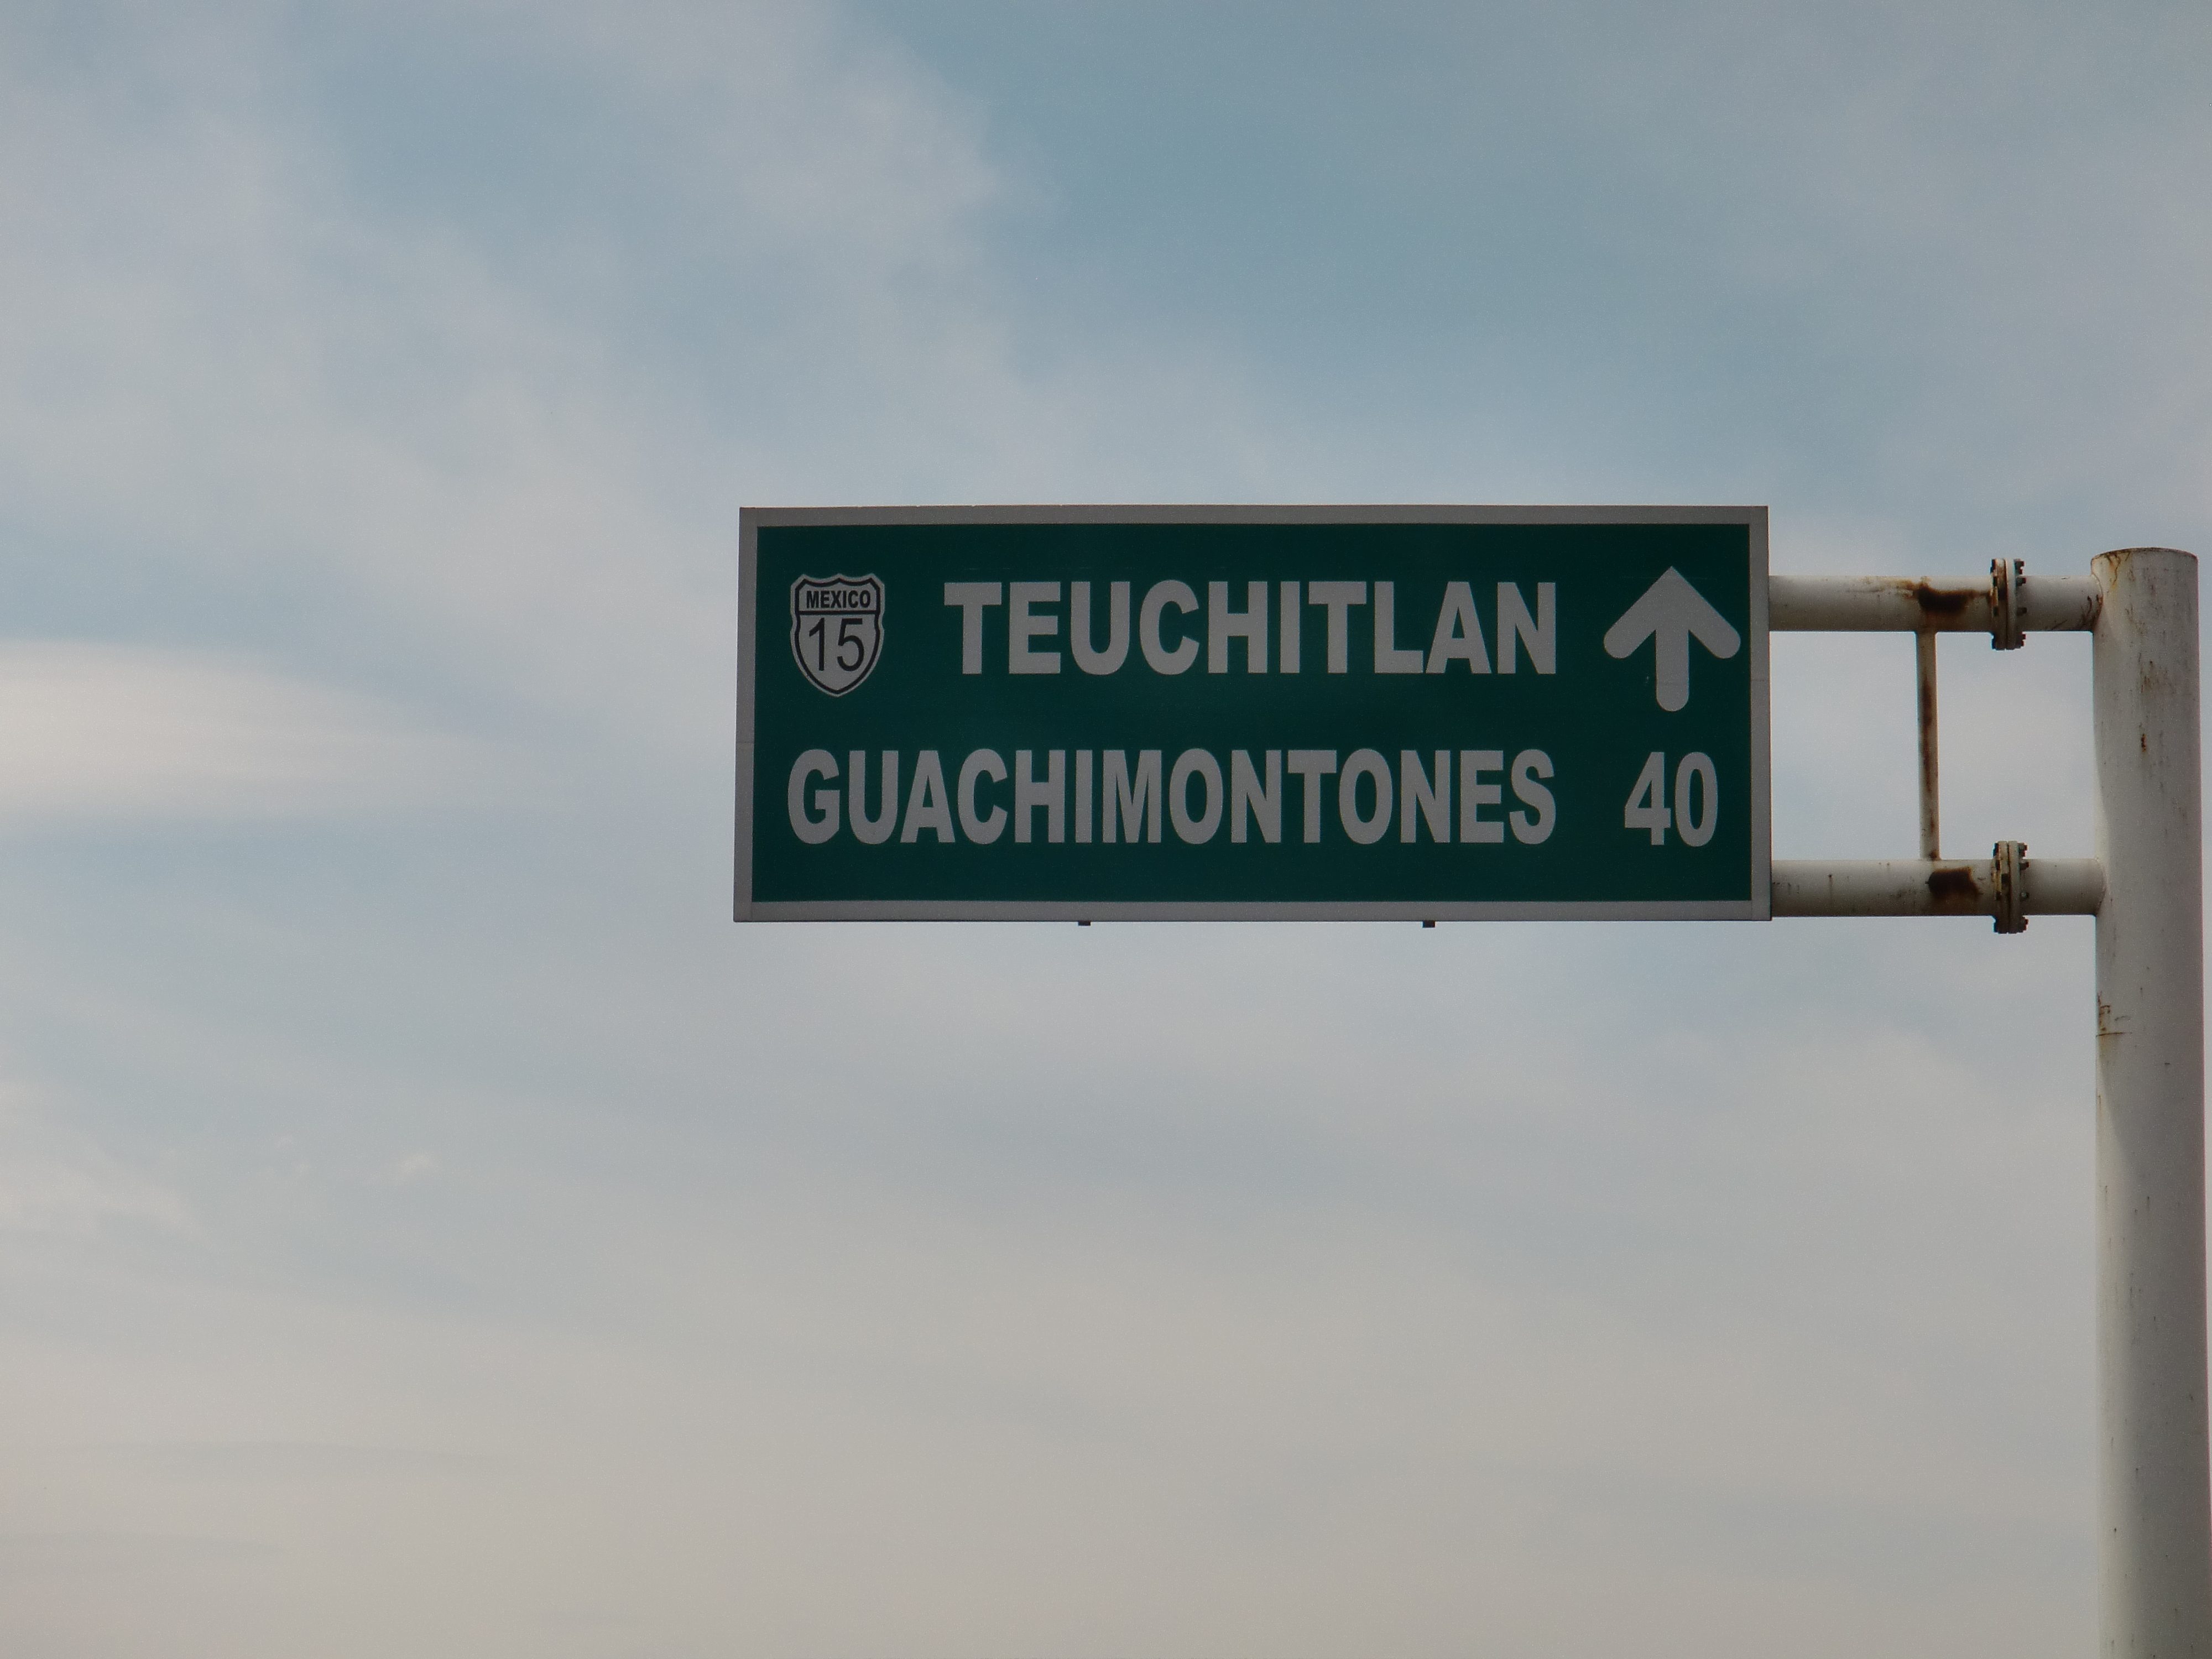 MEXICO
15
TEUCHITLAN
GUACHIMONTONES 40